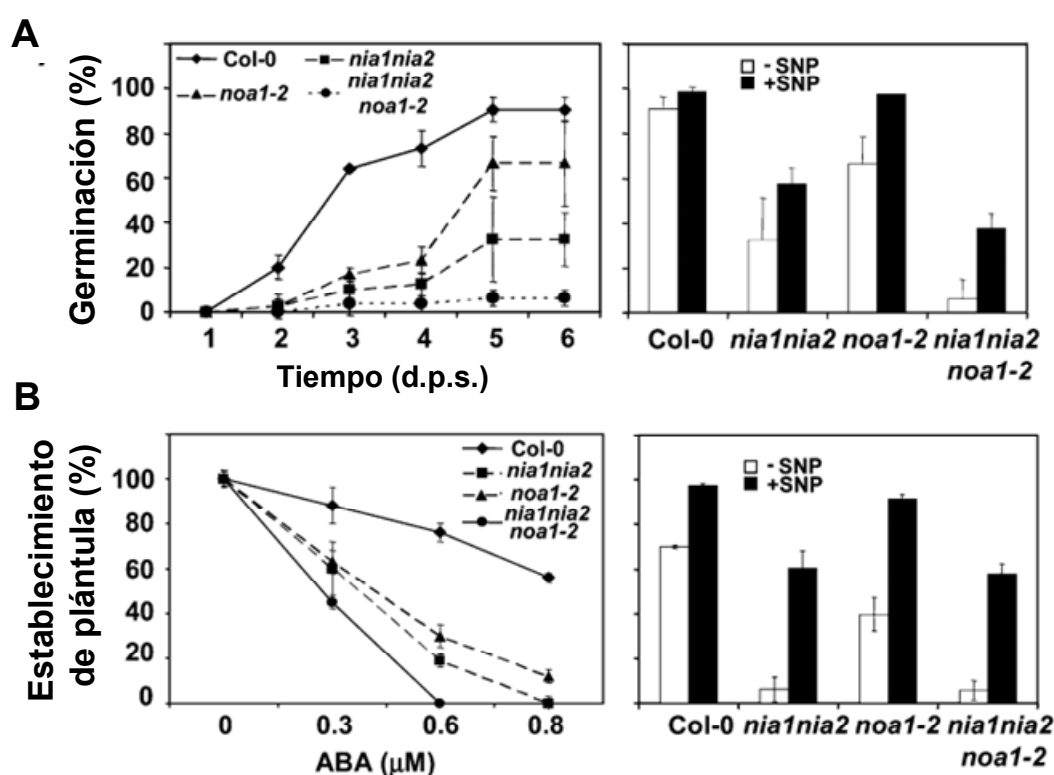 A
Germinación (%)
100
80
60
40
20
0
Col-0
nia1nia2
noa1-2
nia1nia2
noa1-2
1 2 3 4 5 6
Tiempo (d.p.s.)
- SNP
+SNP
Col-0 nia1nia2 noa1-2 nia1nia2
noa1-2
B
Establecimiento
de plántula (%)
100
80
60
40
20
0
Col-0
nia1nia2
noa1-2
nia1nia2
noa1-2
0 0.3 0.6 0.8
ABA (µM)
- SNP
+SNP
Col-0 nia1nia2 noa1-2 nia1nia2
noa1-2